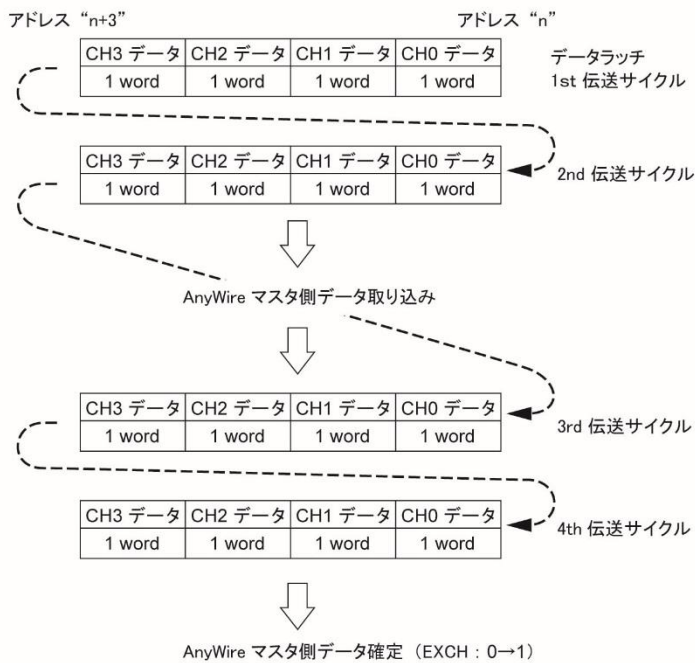 アドレス “n+3” アドレス “n”
CH3 データ CH2 データ CH1 データ CH0 データ
1 word 1 word 1 word 1 word
データラッチ
1st 伝送サイクル
CH3 データ CH2 データ CH1 データ CH0 データ
1 word 1 word 1 word 1 word
2nd 伝送サイクル
AnyWire マスタ側データ取り込み
CH3 データ CH2 データ CH1 データ CH0 データ
1 word 1 word 1 word 1 word
3rd 伝送サイクル
CH3 データ CH2 データ CH1 データ CH0 データ
1 word 1 word 1 word 1 word
4th 伝送サイクル
AnyWire マスタ側データ確定（EXCH : 0→1）